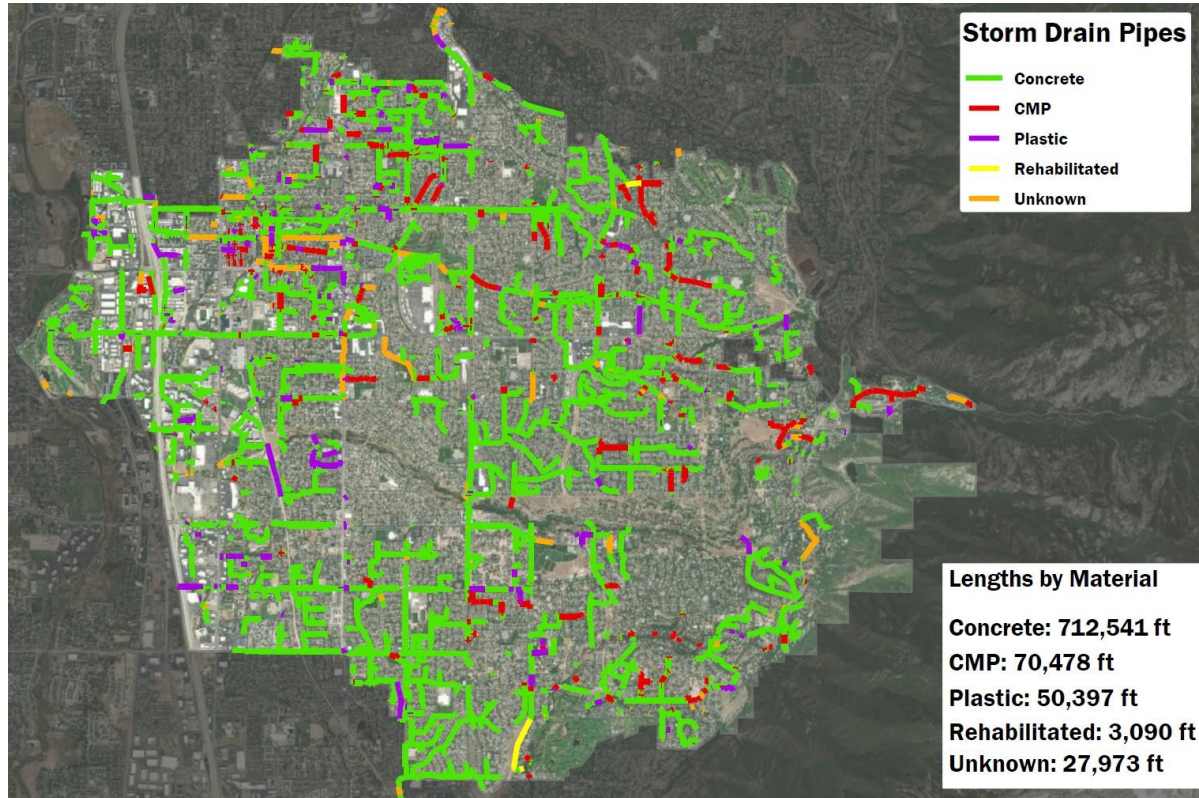 Storm Drain Pipes
Concrete
CMP
Plastic
Rehabilitated
Unknown
Lengths by Material
Concrete: 712,541 ft
CMP: 70,478 ft
Plastic: 50,397 ft
Rehabilitated: 3,090 ft
Unknown: 27,973 ft